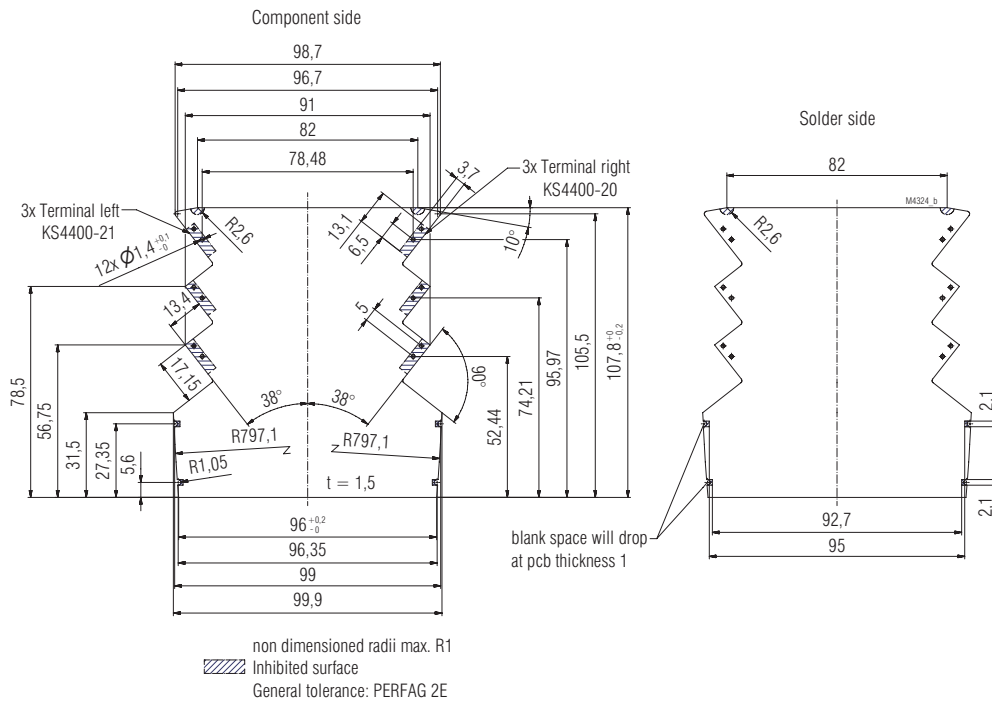 Component side
98,7
96,7
91
82
78,48
3x Terminal left
KS4400-21
12x Ø1,4 +0,1 -0
R2,6
13,1
6,5
3,7
3x Terminal right
KS4400-20
10°
13,4
5
17,15
38°
38°
90°
R797,1
R797,1
R1,05
t = 1,5
78,5
56,75
31,5
27,35
5,6
52,44
74,21
95,97
105,5
107,8 +0 -0,2
96 +0,2 -0
96,35
99
99,9
Solder side
82
M4324_b
R2,6
2,1
2,1
92,7
95
blank space will drop
at pcb thickness 1
non dimensioned radii max. R1
Inhibited surface
General tolerance: PERFAG 2E